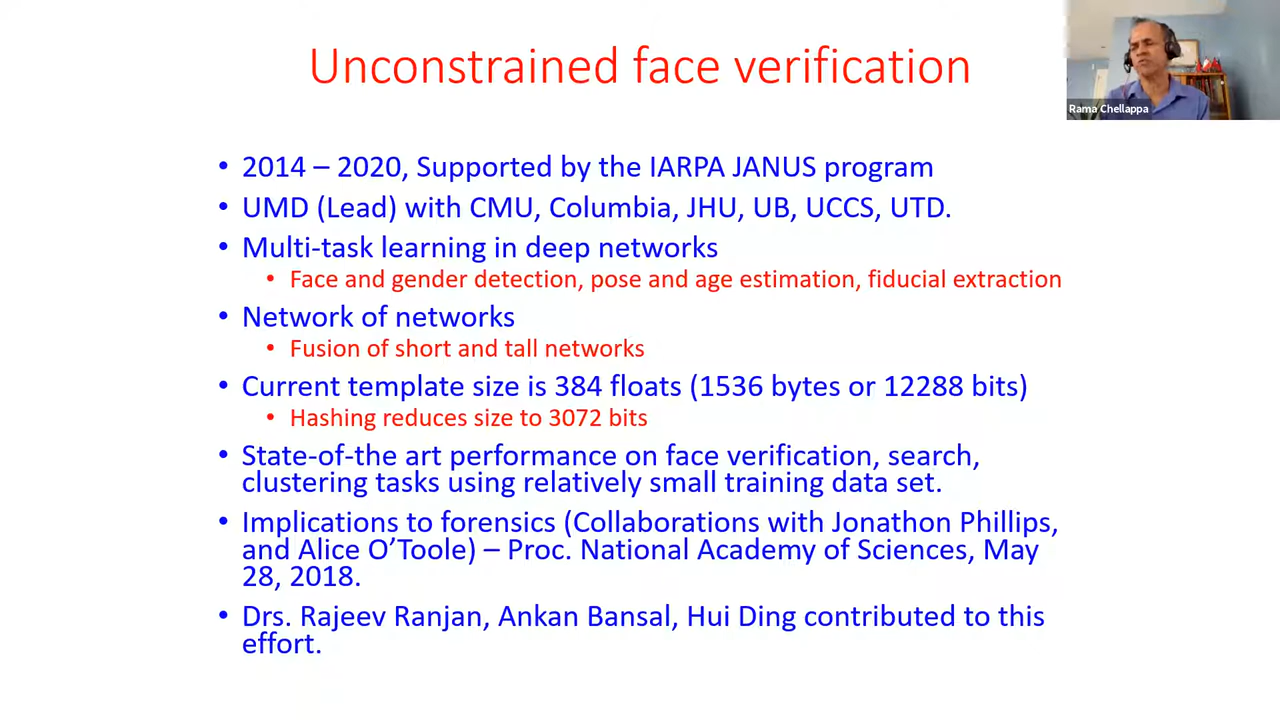 Unconstrained face verification
Rama Chellappa
• 2014 – 2020, Supported by the IARPA JANUS program
• UMD (Lead) with CMU, Columbia, JHU, UB, UCCS, UTD.
• Multi-task learning in deep networks
• Face and gender detection, pose and age estimation, fiducial extraction
• Network of networks
• Fusion of short and tall networks
• Current template size is 384 floats (1536 bytes or 12288 bits)
• Hashing reduces size to 3072 bits
• State-of-the art performance on face verification, search,
clustering tasks using relatively small training data set.
• Implications to forensics (Collaborations with Jonathon Phillips,
and Alice O’Toole) – Proc. National Academy of Sciences, May
28, 2018.
• Drs. Rajeev Ranjan, Ankan Bansal, Hui Ding contributed to this
effort.